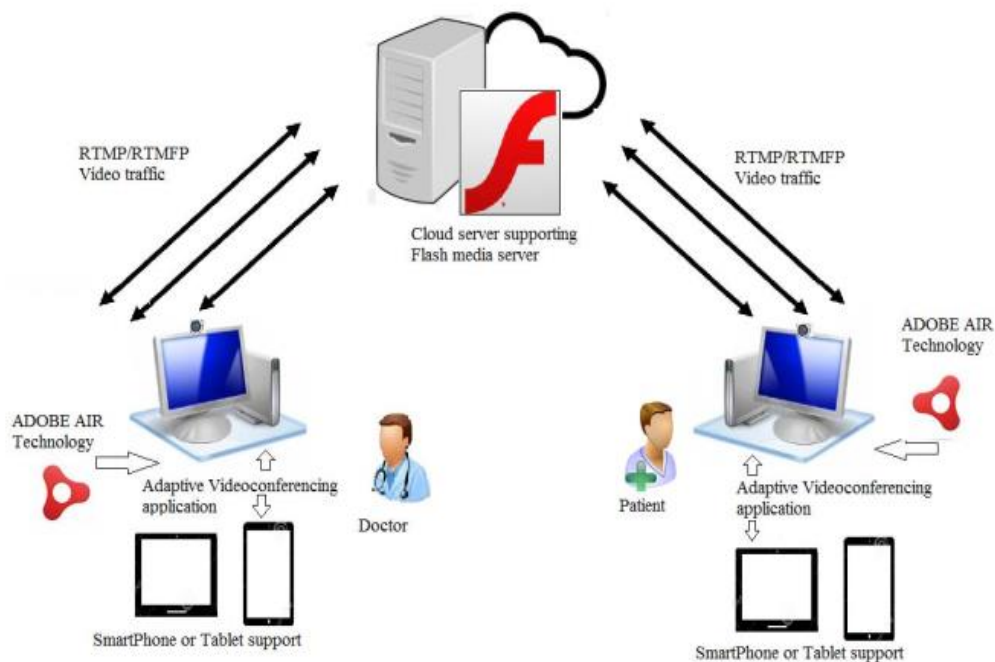 RTMP/RTMFP
Video traffic
RTMP/RTMFP
Video traffic
Cloud server supporting
Flash media server
ADOBE AIR
Technology
ADOBE AIR
Technology
Adaptive Videoconferencing
application
Doctor
Patient
Adaptive Videoconferencing
application
SmartPhone or Tablet support
SmartPhone or Tablet support